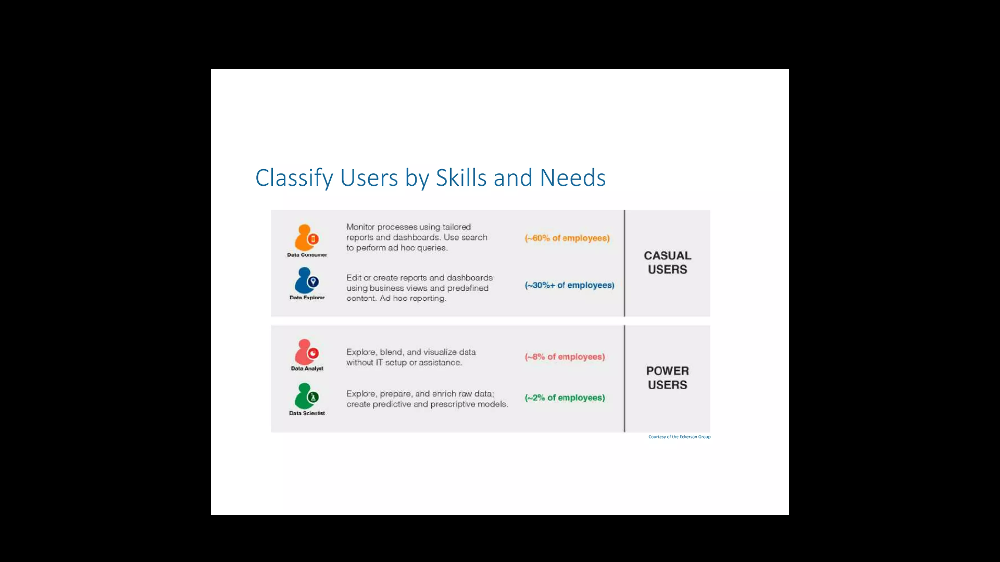 Classify Users by Skills and Needs
Monitor processes using tailored
reports and dashboards. Use search
to perform ad hoc queries.
(~60% of employees)
Data Consumer
Edit or create reports and dashboards
using business views and predefined
content. Ad hoc reporting.
(~30%+ of employees)
Data Explorer
CASUAL
USERS
Explore, blend, and visualize data
without IT setup or assistance.
(~8% of employees)
Data Analyst
Explore, prepare, and enrich raw data;
create predictive and prescriptive models.
(~2% of employees)
Data Scientist
POWER
USERS
Courtesy of the Eckerson Group